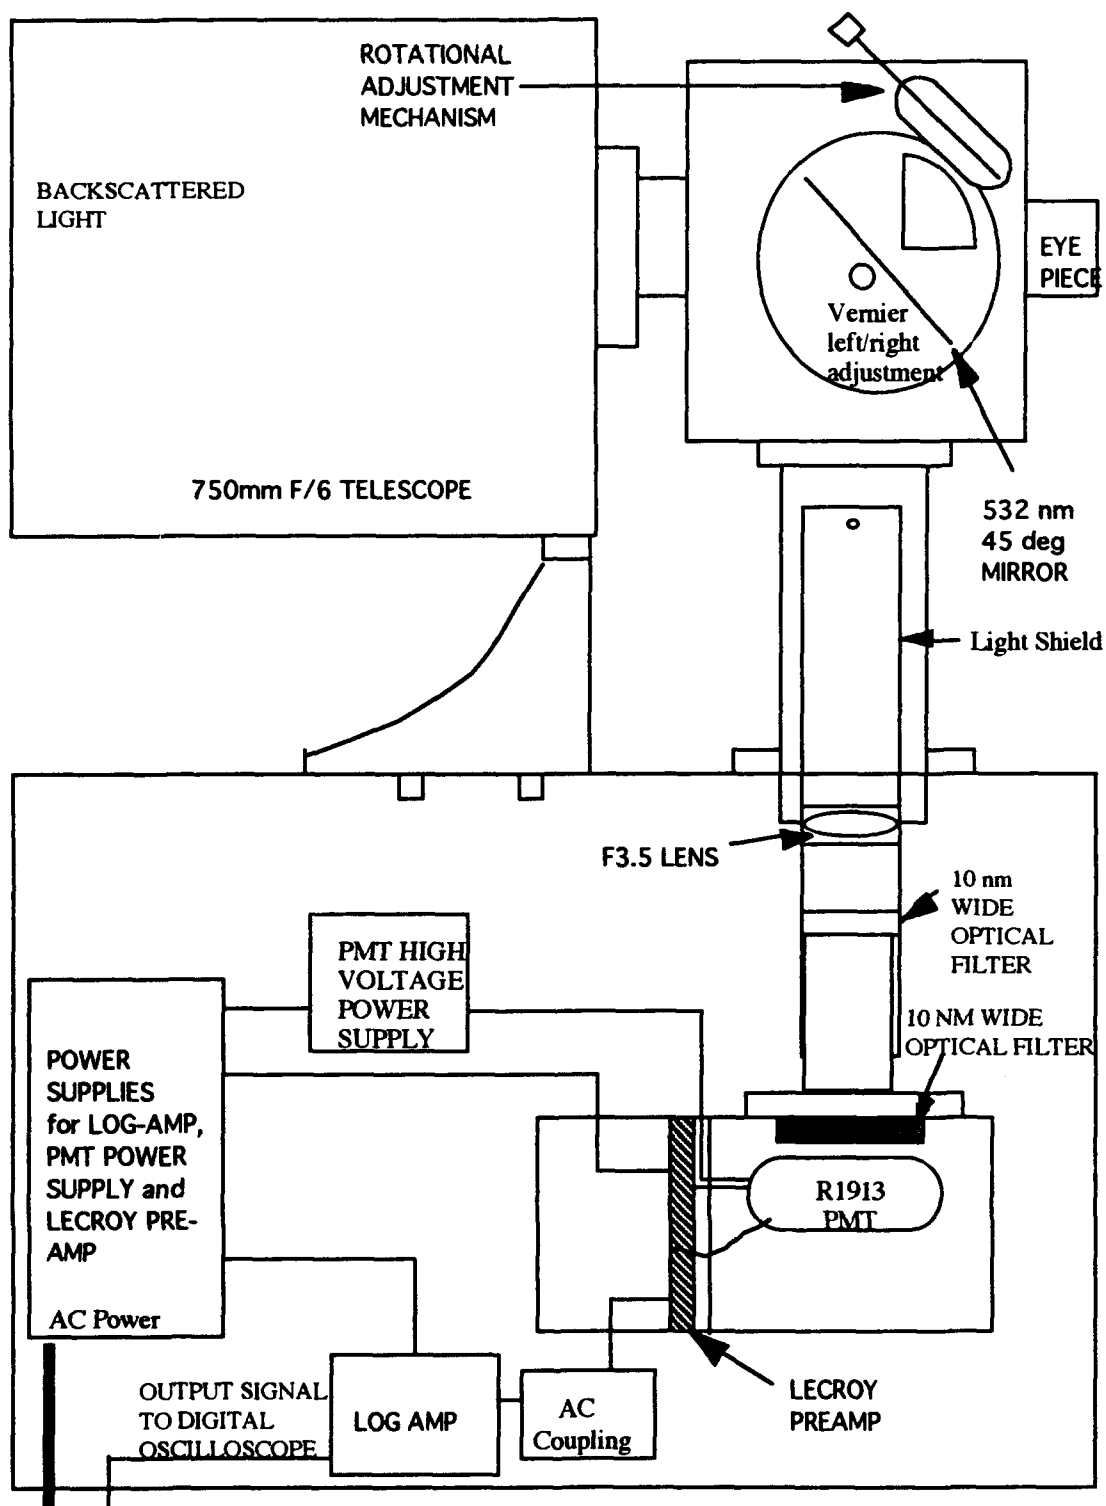 ROTATIONAL
ADJUSTMENT
MECHANISM
BACKSCATTERED
LIGHT
EYE
PIECE
Vernier
left/right
adjustment
750mm F/6 TELESCOPE
532 nm
45 deg
MIRROR
Light Shield
F3.5 LENS
10 nm
WIDE
OPTICAL
FILTER
PMT HIGH
VOLTAGE
POWER
SUPPLY
10 NM WIDE
OPTICAL FILTER
POWER
SUPPLIES
for LOG-AMP,
PMT POWER
SUPPLY and
LECROY PRE-
AMP
AC Power
R1913
PMT
OUTPUT SIGNAL
TO DIGITAL
OSCILLOSCOPE
LOG AMP
AC
Coupling
LECROY
PREAMP